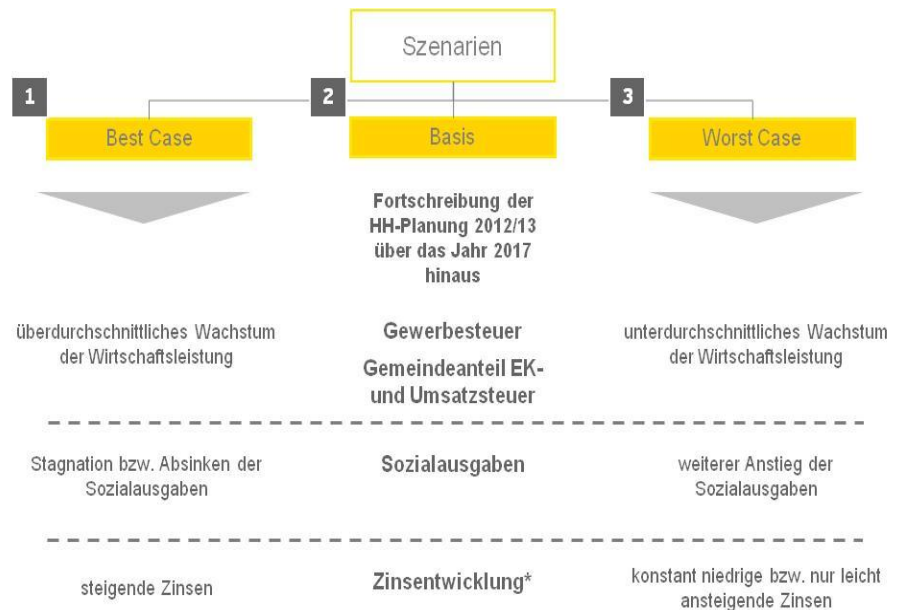 Szenarien
1
Best Case
2
Basis
3
Worst Case
Fortschreibung der
HH-Planung 2012/13
über das Jahr 2017
hinaus
überdurchschnittliches Wachstum
der Wirtschaftsleistung
Gewerbesteuer
Gemeindeanteil EK-
und Umsatzsteuer
unterdurchschnittliches Wachstum
der Wirtschaftsleistung
Stagnation bzw. Absinken der
Sozialausgaben
Sozialausgaben
weiterer Anstieg der
Sozialausgaben
steigende Zinsen
Zinsentwicklung*
konstant niedrige bzw. nur leicht
ansteigende Zinsen